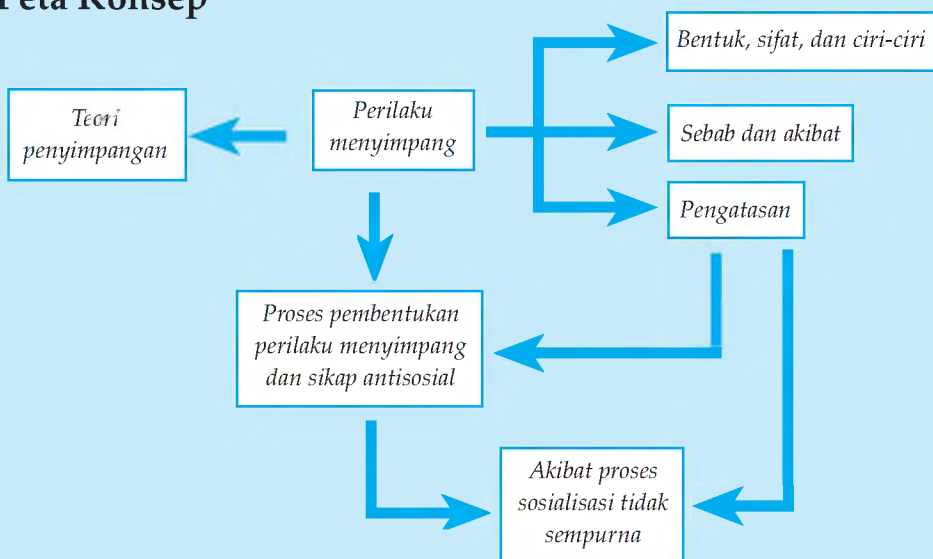 Peta Konsep
Bentuk, sifat, dan ciri-ciri
Teori
penyimpangan
Perilaku
menyimpang
Sebab dan akibat
Pengatasan
Proses pembentukan
perilaku menyimpang
dan sikap antisosial
Akibat proses
sosialisasi tidak
sempurna